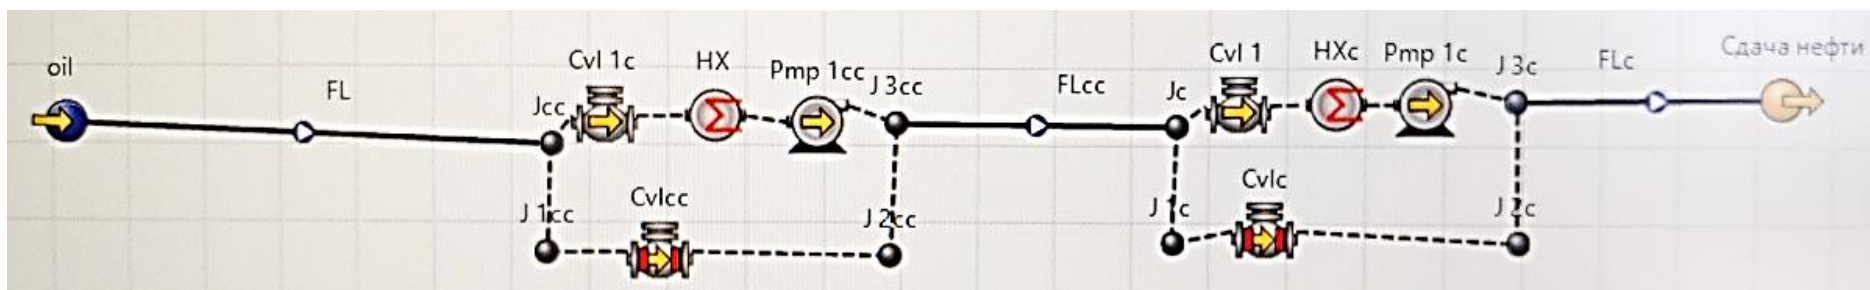 oil
FL
Jcc
Cvl 1c
HX
Pmp 1cc
J 3cc
FLcc
Jc
Cvl 1
HXc
Pmp 1c
J 3c
FLc
Сдача нефти
J 1cc
Cvlcc
J 2cc
J 1c
Cvlc
J 2c